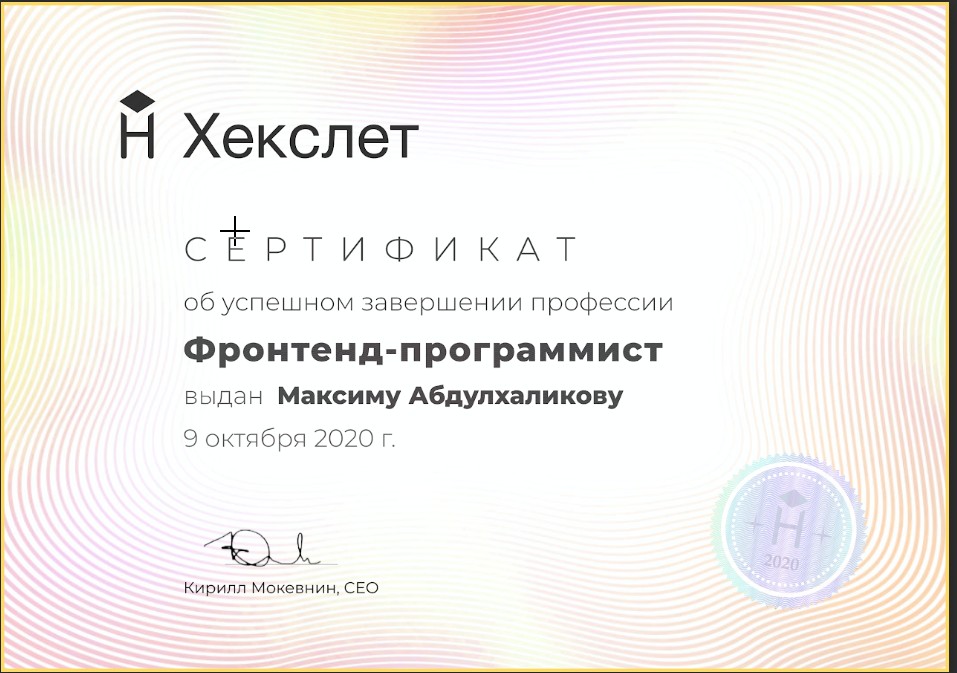 Хекслет
СЕРТИФИКАТ
об успешном завершении профессии
Фронтенд-программист
выдан Максиму Абдулхаликову
9 октября 2020 г.
Кирилл Мокевнин, CEO
H
2020